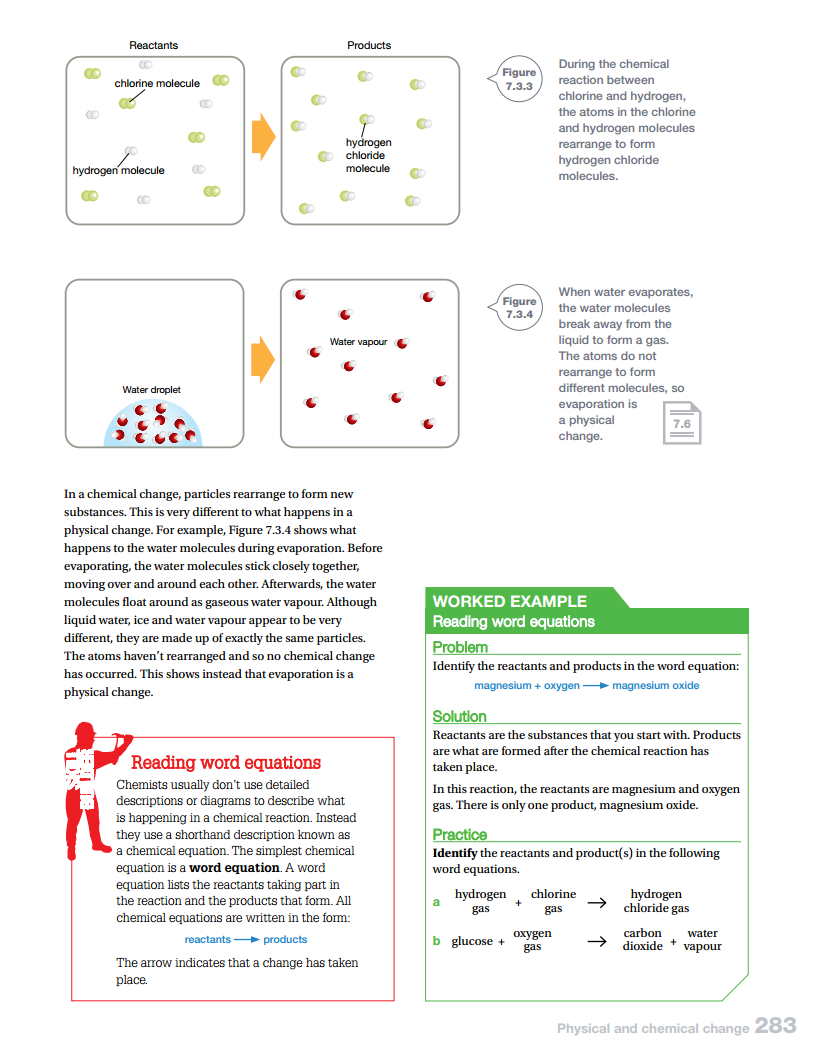 Reactants
Products
chlorine molecule
hydrogen molecule
hydrogen
chloride
molecule
Figure
7.3.3
During the chemical
reaction between
chlorine and hydrogen,
the atoms in the chlorine
and hydrogen molecules
rearrange to form
hydrogen chloride
molecules.
Water droplet
Water vapour
Figure
7.3.4
When water evaporates,
the water molecules
break away from the
liquid to form a gas.
The atoms do not
rearrange to form
different molecules, so
evaporation is
a physical
change.
7.6
In a chemical change, particles rearrange to form new
substances. This is very different to what happens in a
physical change. For example, Figure 7.3.4 shows what
happens to the water molecules during evaporation. Before
evaporating, the water molecules stick closely together,
moving over and around each other. Afterwards, the water
molecules float around as gaseous water vapour. Although
liquid water, ice and water vapour appear to be very
different, they are made up of exactly the same particles.
The atoms haven't rearranged and so no chemical change
has occurred. This shows instead that evaporation is a
physical change.
Reading word equations
Chemists usually don't use detailed
descriptions or diagrams to describe what
is happening in a chemical reaction. Instead
they use a shorthand description known as
a chemical equation. The simplest chemical
equation is a word equation. A word
equation lists the reactants taking part in
the reaction and the products that form. All
chemical equations are written in the form:
reactants → products
The arrow indicates that a change has taken
place.
WORKED EXAMPLE
Reading word equations
Problem
Identify the reactants and products in the word equation:
magnesium + oxygen → magnesium oxide
Solution
Reactants are the substances that you start with. Products
are what are formed after the chemical reaction has
taken place.
In this reaction, the reactants are magnesium and oxygen
gas. There is only one product, magnesium oxide.
Practice
Identify the reactants and product(s) in the following
word equations.
a hydrogen gas + chlorine gas → hydrogen chloride gas
b glucose + oxygen gas → carbon dioxide + water vapour
Physical and chemical change 283